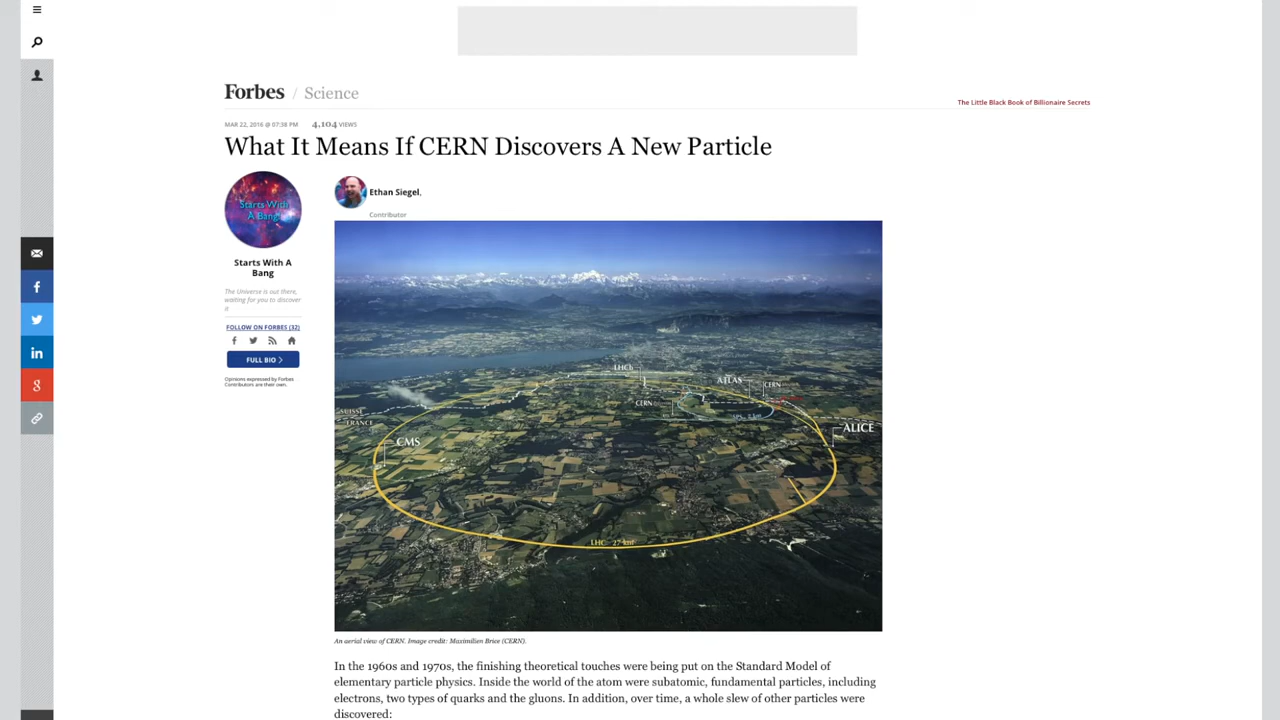 Forbes / Science
The Little Black Book of Billionaire Secrets
MAR 22, 2016 @ 07:38 PM 4,104 VIEWS
What It Means If CERN Discovers A New Particle
Starts With
A Bang!
Ethan Siegel,
Contributor
Starts With A
Bang
The Universe is out there,
waiting for you to discover
it
FOLLOW ON FORBES (32)
FULL BIO
Opinions expressed by Forbes
Contributors are their own.
LHCb
ATLAS
CERN
CERN
SUISSE
FRANCE
CMS
ALICE
LHC 27 km
An aerial view of CERN. Image credit: Maximilien Brice (CERN).
In the 1960s and 1970s, the finishing theoretical touches were being put on the Standard Model of
elementary particle physics. Inside the world of the atom were subatomic, fundamental particles, including
electrons, two types of quarks and the gluons. In addition, over time, a whole slew of other particles were
discovered: